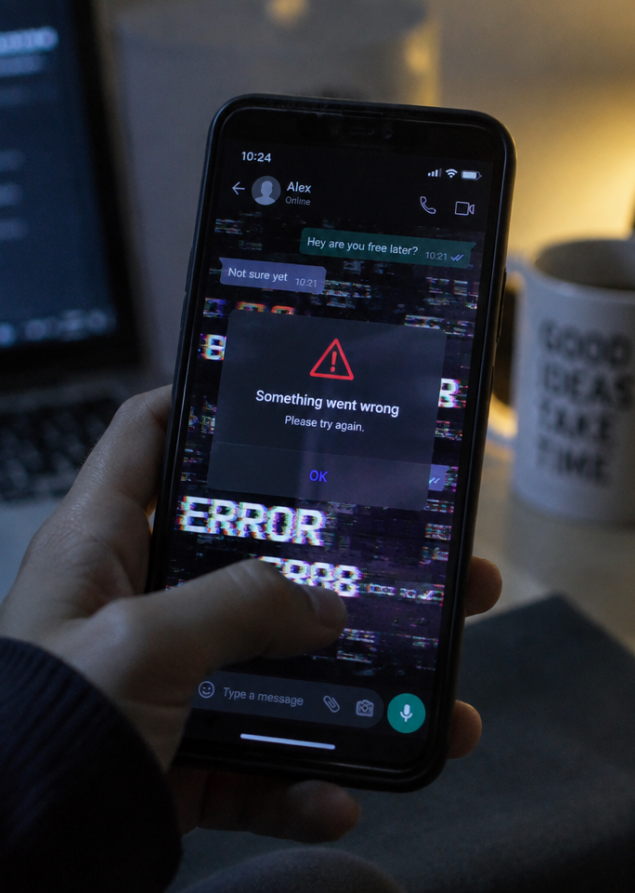 10:24
Alex
Online
Hey are you free later? 10:21
Not sure yet 10:21
Something went wrong
Please try again.
OK
ERROR
Type a message
GOOD
IDEAS
TAKE
TIME